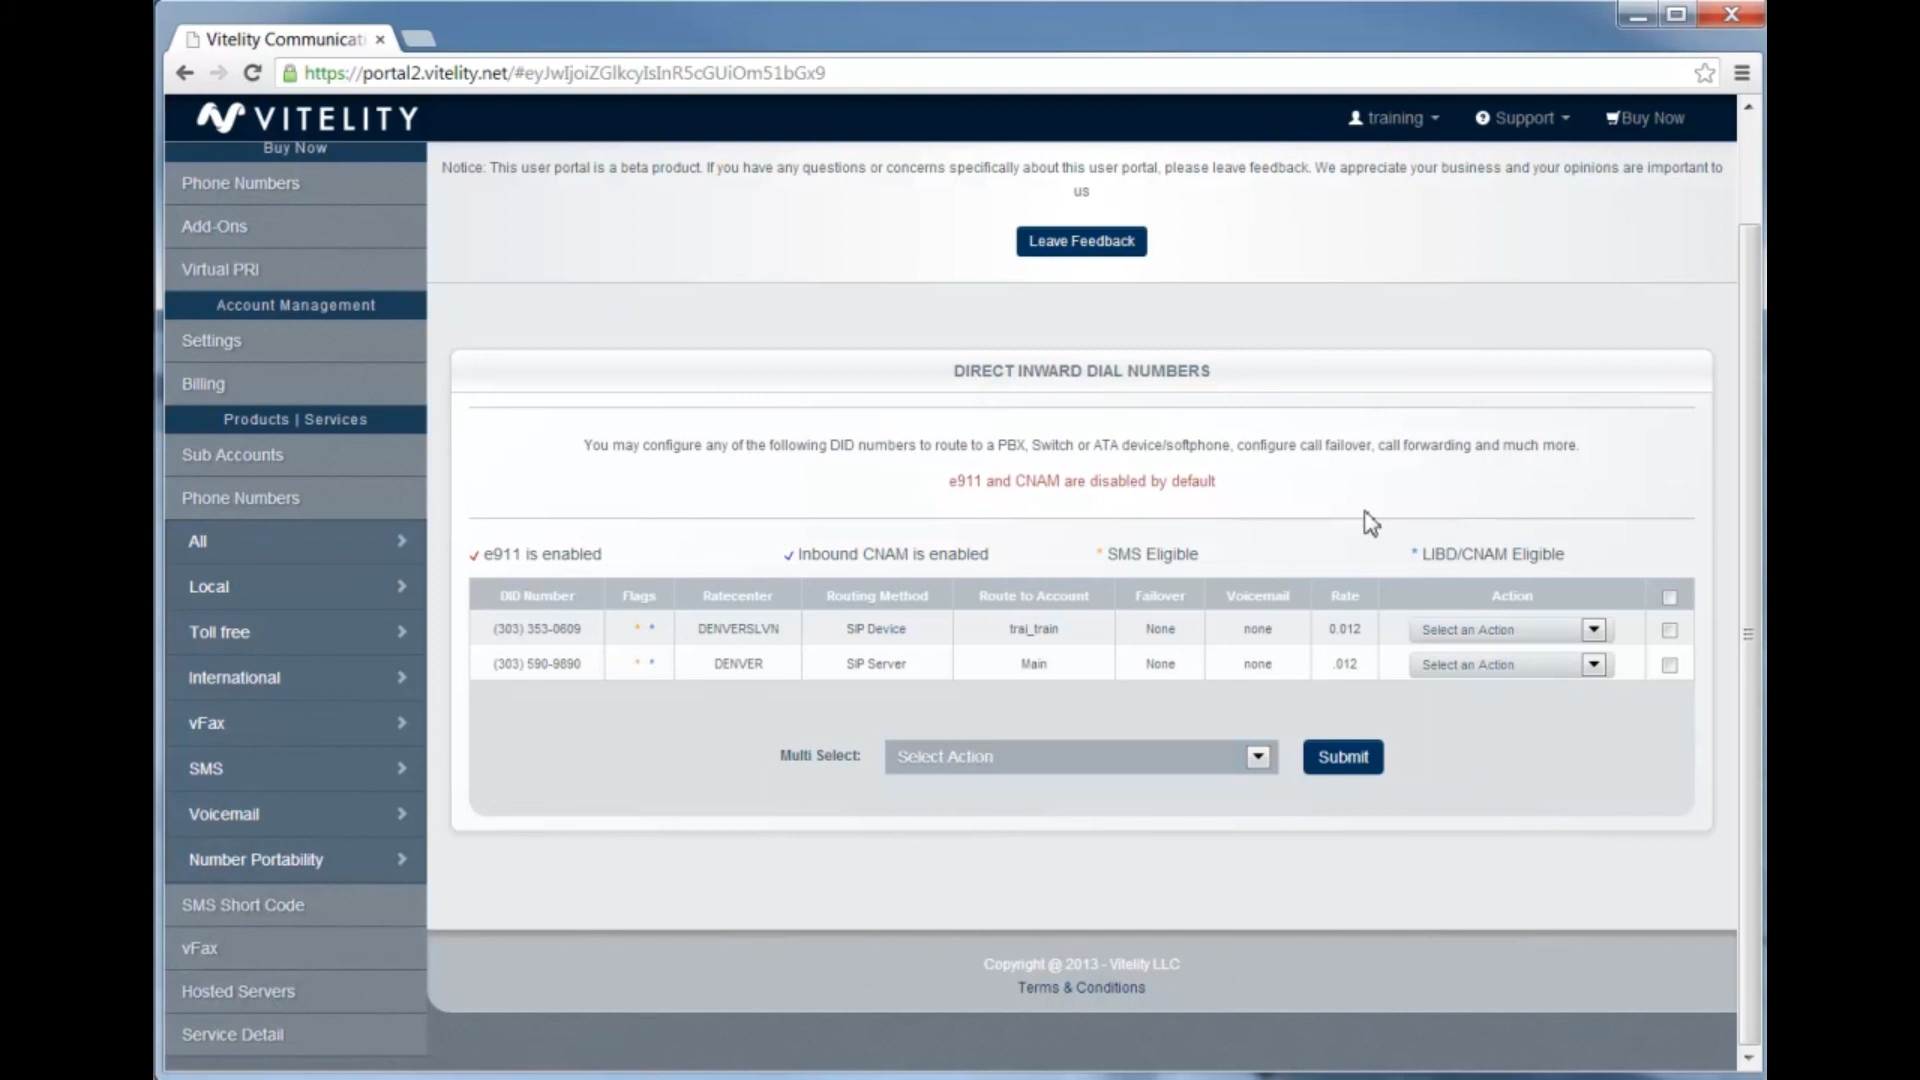 Vitelity Communicati
https://portal2.vitelity.net/#eyJwIjoiZGlkcyIsInR5cGUiOm51bGx9
VITELITY
training
Support
Buy Now
Buy Now
Phone Numbers
Add-Ons
Virtual PRI
Account Management
Settings
Billing
Products | Services
Sub Accounts
Phone Numbers
All
Local
Toll free
International
vFax
SMS
Voicemail
Number Portability
SMS Short Code
vFax
Hosted Servers
Service Detail
Notice: This user portal is a beta product. If you have any questions or concerns specifically about this user portal, please leave feedback. We appreciate your business and your opinions are important to
us
Leave Feedback
DIRECT INWARD DIAL NUMBERS
You may configure any of the following DID numbers to route to a PBX, Switch or ATA device/softphone, configure call failover, call forwarding and much more.
e911 and CNAM are disabled by default
✓ e911 is enabled ✓ Inbound CNAM is enabled * SMS Eligible * LIBD/CNAM Eligible
DID Number Flags Ratecenter Routing Method Route to Account Failover Voicemail Rate Action
(303) 353-0609 * * DENVERSLVN SIP Device trai_train None none 0.012 Select an Action
(303) 590-9890 * * DENVER SIP Server Main None none .012 Select an Action
Multi Select: Select Action Submit
Copyright @ 2013 - Vitelity LLC
Terms & Conditions